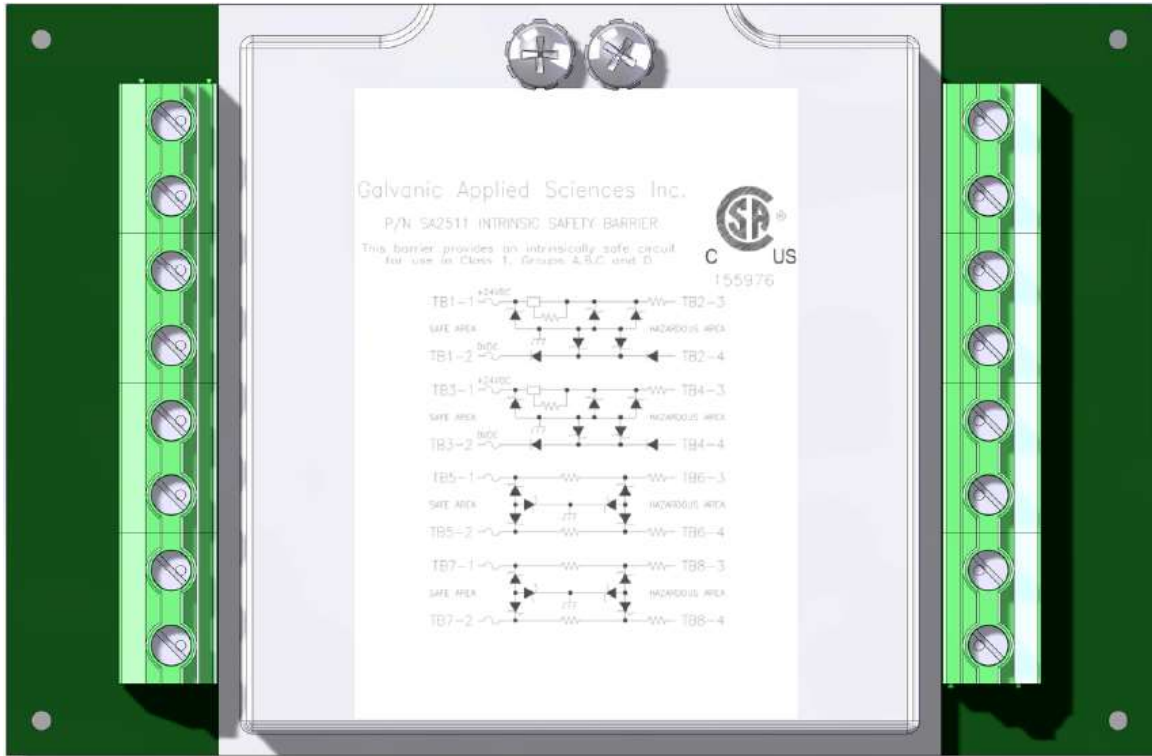 Galvanic Applied Sciences Inc.
P/N SA2511 INTRINSIC SAFETY BARRIER
This barrier provides an intrinsically safe circuit
for use in Class 1, Groups A,B,C and D.
CSA ®
C US
155976
+24VDC
TB1-1 TB2-3
SAFE AREA HAZARDOUS AREA
0VDC
TB1-2 TB2-4
+24VDC
TB3-1 TB4-3
SAFE AREA HAZARDOUS AREA
0VDC
TB3-2 TB4-4
TB5-1 TB6-3
SAFE AREA HAZARDOUS AREA
TB5-2 TB6-4
TB7-1 TB8-3
SAFE AREA HAZARDOUS AREA
TB7-2 TB8-4